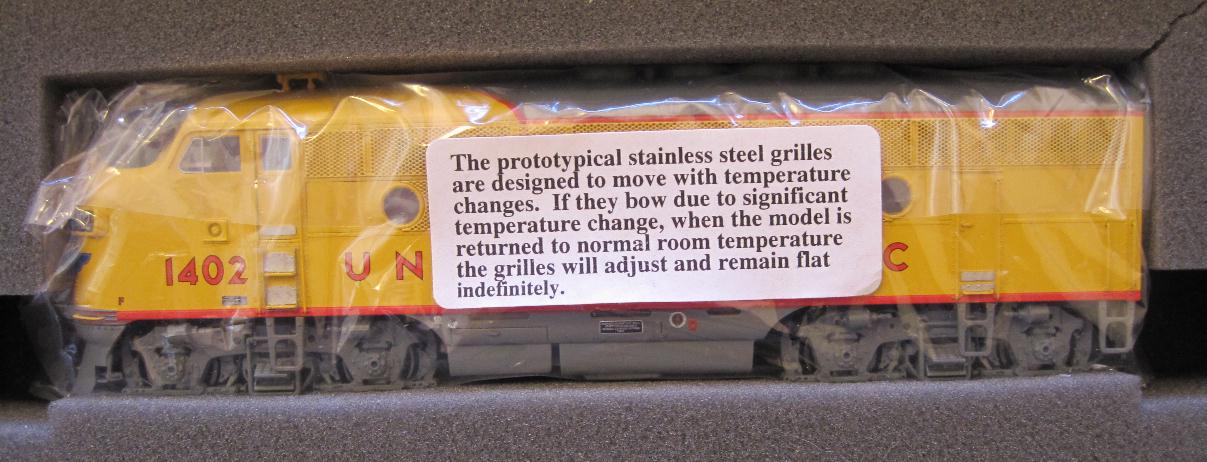 The prototypical stainless steel grilles
are designed to move with temperature
changes. If they bow due to significant
temperature change, when the model is
returned to normal room temperature
the grilles will adjust and remain flat
indefinitely.
1402
UN
C
F